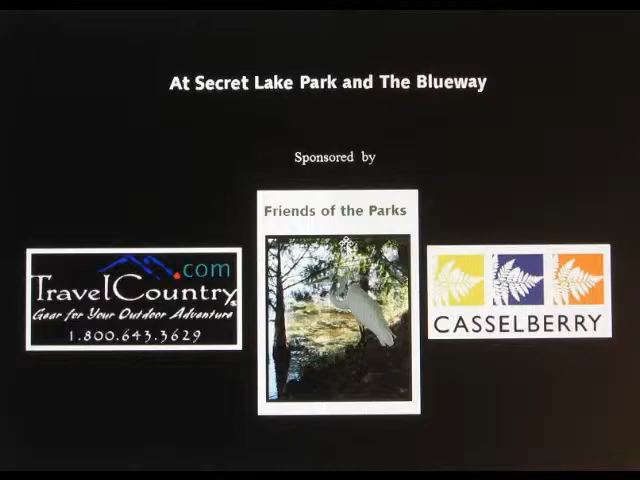 At Secret Lake Park and The Blueway
Sponsored by
Friends of the Parks
.com
TravelCountry
Gear for Your Outdoor Adventure
1.800.643.3629
CASSELBERRY